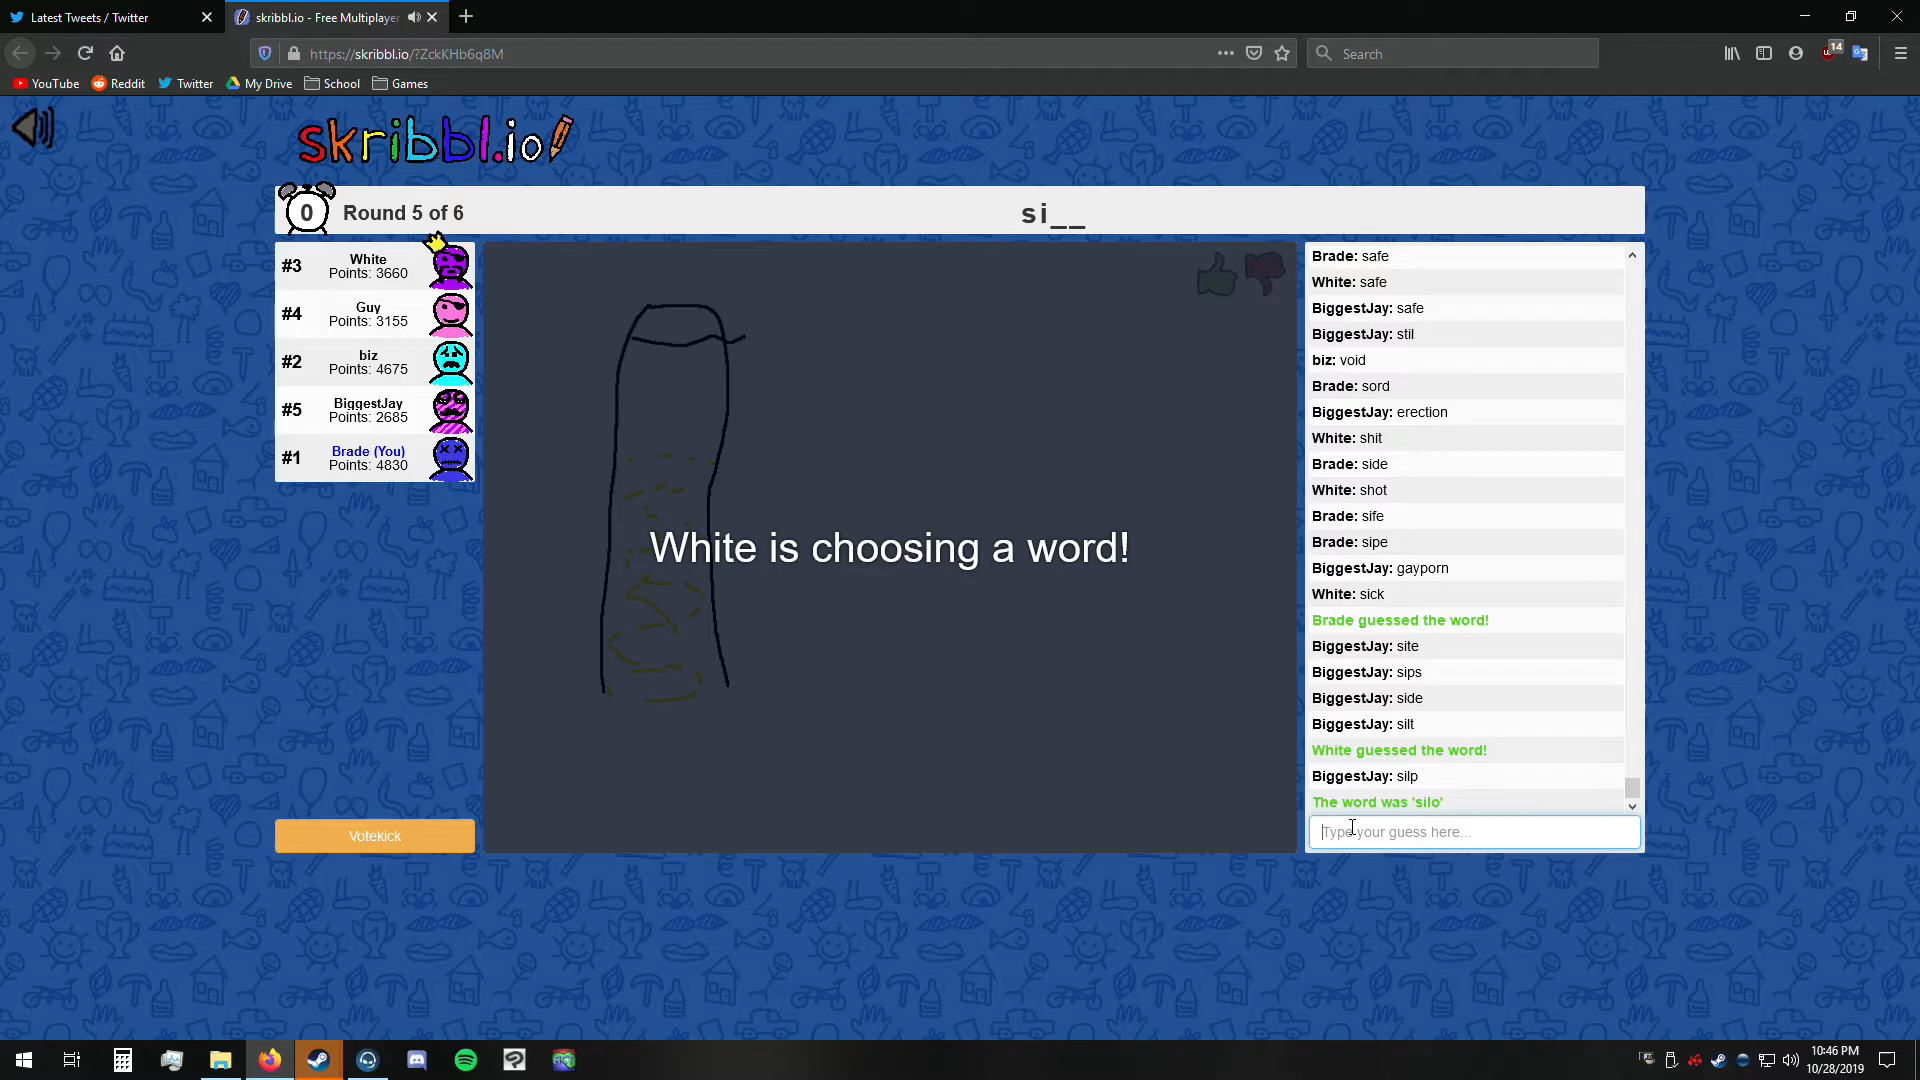 Latest Tweets / Twitter
skribbl.io - Free Multiplayer
https://skribbl.io/?ZckKHb6q8M
Search
14
YouTube
Reddit
Twitter
My Drive
School
Games
skribbl.io
0
Round 5 of 6
si__
#3
White
Points: 3660
#4
Guy
Points: 3155
#2
biz
Points: 4675
#5
BiggestJay
Points: 2685
#1
Brade (You)
Points: 4830
Votekick
White is choosing a word!
Brade: safe
White: safe
BiggestJay: safe
BiggestJay: stil
biz: void
Brade: sord
BiggestJay: erection
White: shit
Brade: side
White: shot
Brade: sife
Brade: sipe
BiggestJay: gayporn
White: sick
Brade guessed the word!
BiggestJay: site
BiggestJay: sips
BiggestJay: side
BiggestJay: silt
White guessed the word!
BiggestJay: silp
The word was 'silo'
Type your guess here...
10:46 PM
10/28/2019